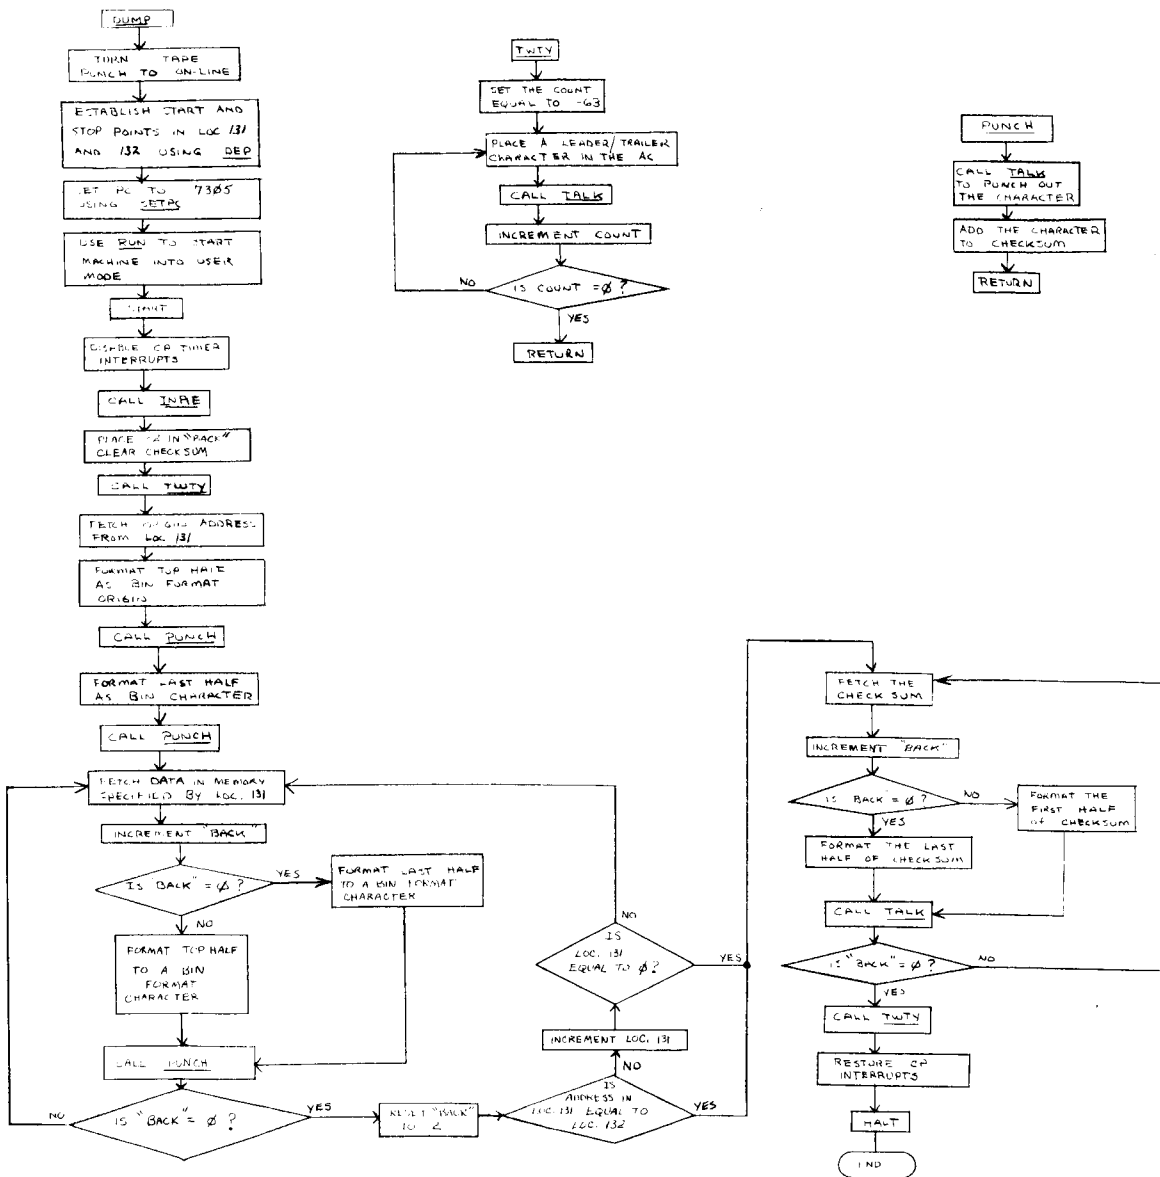 DUMP
TURN TAPE
PUNCH TO ON-LINE
ESTABLISH START AND
STOP POINTS IN LOC 131
AND 132 USING DEP
SET PC TO 73Ø5
USING SETPC
USE RUN TO START
MACHINE INTO USER
MODE
START
DISABLE CP TIMER
INTERRUPTS
CALL
PLACE IN "BACK"
CLEAR CHECKSUM
CALL TWTY
FETCH ORIGIN ADDRESS
FROM LOC 131
FORMAT TOP HALF
AS BIN FORMAT
ORIGIN
CALL PUNCH
FORMAT LAST HALF
AS BIN CHARACTER
CALL PUNCH
FETCH DATA IN MEMORY
SPECIFIED BY LOC. 131
INCREMENT "BACK"
IS BACK" = Ø ?
YES
FORMAT LAST HALF
TO A BIN FORMAT
CHARACTER
NO
FORMAT TOP HALF
TO A BIN
FORMAT
CHARACTER
CALL PUNCH
IS "BACK" = Ø ?
NO
YES
RESET "BACK"
TO 2
IS
ADDRESS IN
LOC. 131 EQUAL TO
LOC. 132
YES
NO
INCREMENT LOC. 131
IS
LOC. 131
EQUAL TO Ø ?
YES
NO
TWTY
SET THE COUNT
EQUAL TO -63
PLACE A LEADER/TRAILER
CHARACTER IN THE AC
CALL TALK
INCREMENT COUNT
IS COUNT = Ø ?
NO
YES
RETURN
PUNCH
CALL TALK
TO PUNCH OUT
THE CHARACTER
ADD THE CHARACTER
TO CHECKSUM
RETURN
FETCH THE
CHECK SUM
INCREMENT "BACK"
IS BACK" = Ø ?
NO
FORMAT THE
FIRST HALF
of CHECKSUM
YES
FORMAT THE LAST
HALF OF CHECKSUM
CALL TALK
IS "BACK" = Ø ?
NO
YES
CALL TWTY
RESTORE CP
INTERRUPTS
HALT
END